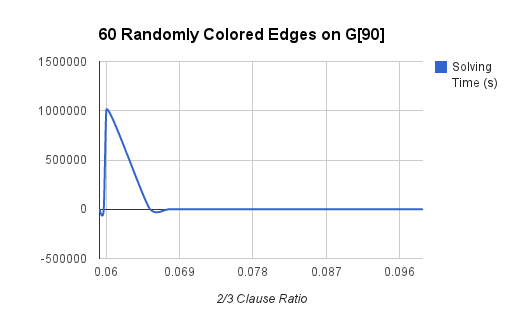 60 Randomly Colored Edges on G[90]
1500000
1000000
500000
0
-500000
0.06 0.069 0.078 0.087 0.096
2/3 Clause Ratio
Solving
Time (s)